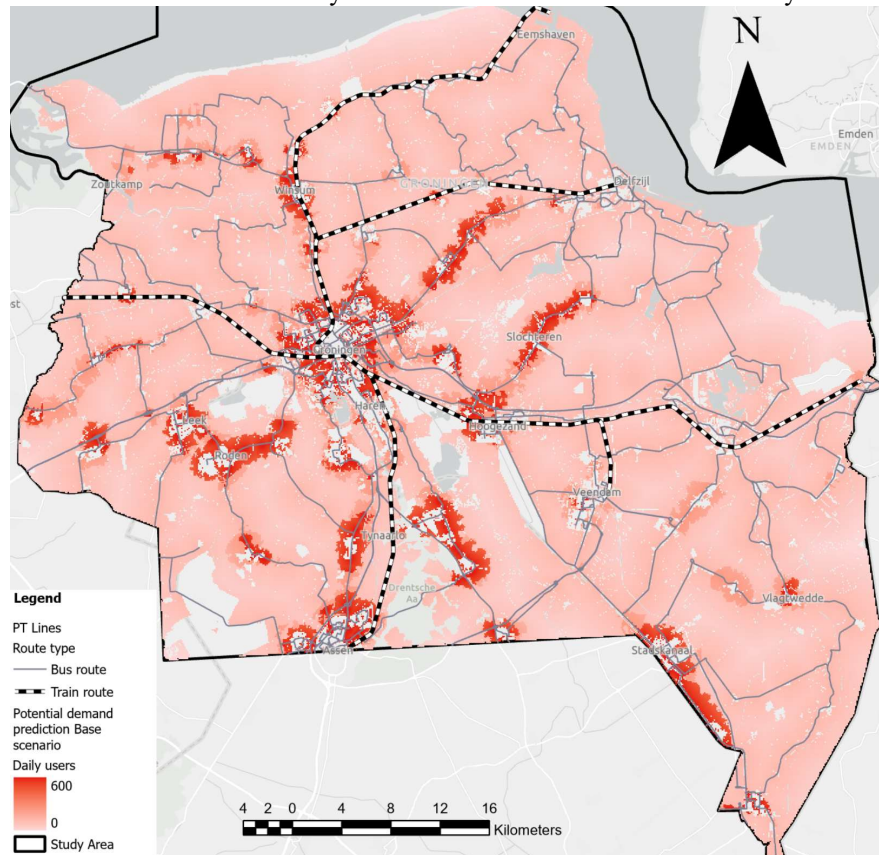 Eemshaven
N
Emden
EMDEN
Zoutkamp
Winsum
GRONINGEN
Delfzijl
Slochteren
Groningen
Haren
Leek
Roden
Hoogezand
Veendam
Tynaarlo
Drentsche
Aa
Vlagtwedde
Assen
Stadskanaal
Legend
PT Lines
Route type
Bus route
Train route
Potential demand
prediction Base
scenario
Daily users
600
0
Study Area
4 2 0 4 8 12 16
Kilometers